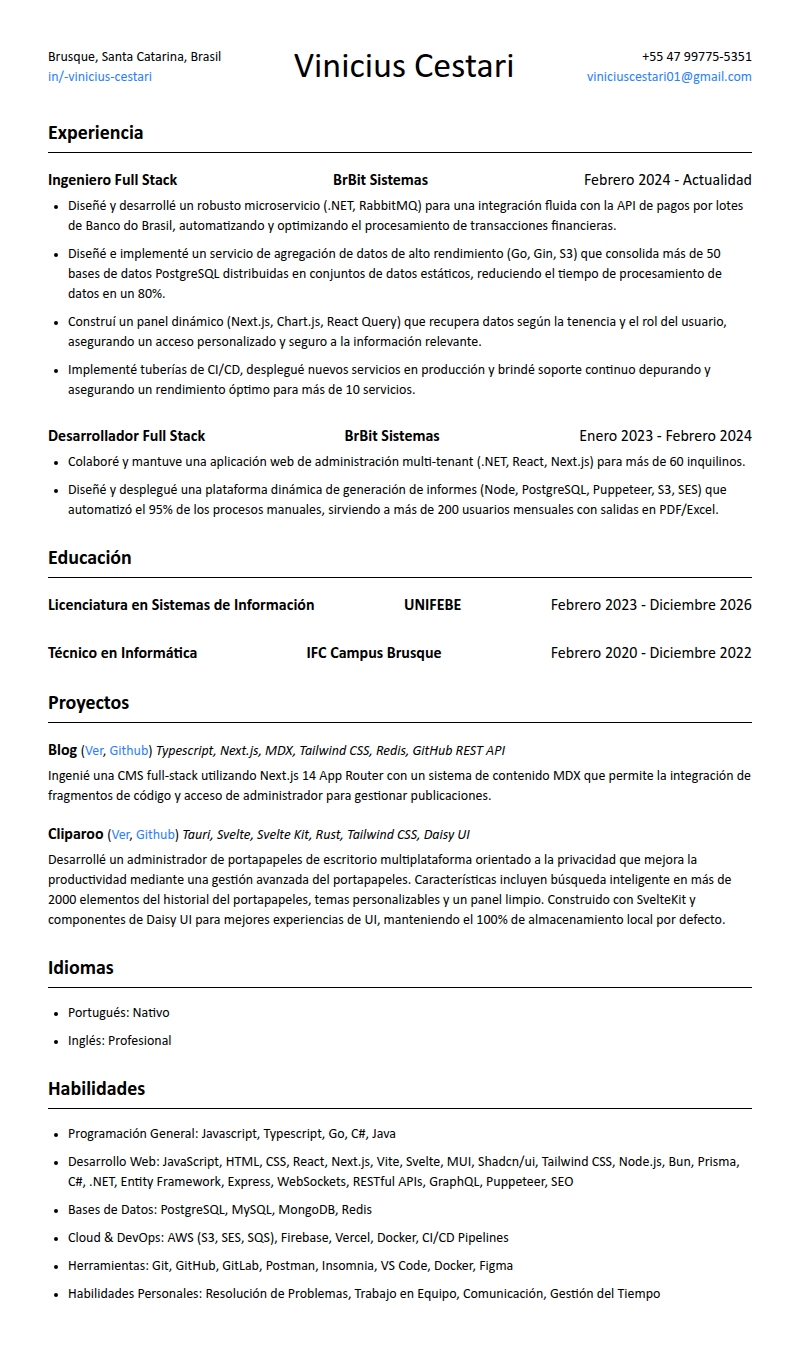 Brusque, Santa Catarina, Brasil
in/-vinicius-cestari
Vinicius Cestari
+55 47 99775-5351
viniciuscestari01@gmail.com
Experiencia
Ingeniero Full Stack BrBit Sistemas Febrero 2024 - Actualidad
• Diseñé y desarrollé un robusto microservicio (.NET, RabbitMQ) para una integración fluida con la API de pagos por lotes
de Banco do Brasil, automatizando y optimizando el procesamiento de transacciones financieras.
• Diseñé e implementé un servicio de agregación de datos de alto rendimiento (Go, Gin, S3) que consolida más de 50
bases de datos PostgreSQL distribuidas en conjuntos de datos estáticos, reduciendo el tiempo de procesamiento de
datos en un 80%.
• Construí un panel dinámico (Next.js, Chart.js, React Query) que recupera datos según la tenencia y el rol del usuario,
asegurando un acceso personalizado y seguro a la información relevante.
• Implementé tuberías de CI/CD, desplegué nuevos servicios en producción y brindé soporte continuo depurando y
asegurando un rendimiento óptimo para más de 10 servicios.
Desarrollador Full Stack BrBit Sistemas Enero 2023 - Febrero 2024
• Colaboré y mantuve una aplicación web de administración multi-tenant (.NET, React, Next.js) para más de 60 inquilinos.
• Diseñé y desplegué una plataforma dinámica de generación de informes (Node, PostgreSQL, Puppeteer, S3, SES) que
automatizó el 95% de los procesos manuales, sirviendo a más de 200 usuarios mensuales con salidas en PDF/Excel.
Educación
Licenciatura en Sistemas de Información UNIFEBE Febrero 2023 - Diciembre 2026
Técnico en Informática IFC Campus Brusque Febrero 2020 - Diciembre 2022
Proyectos
Blog (Ver, Github) Typescript, Next.js, MDX, Tailwind CSS, Redis, GitHub REST API
Ingenié una CMS full-stack utilizando Next.js 14 App Router con un sistema de contenido MDX que permite la integración de
fragmentos de código y acceso de administrador para gestionar publicaciones.
Cliparoo (Ver, Github) Tauri, Svelte, Svelte Kit, Rust, Tailwind CSS, Daisy UI
Desarrollé un administrador de portapapeles de escritorio multiplataforma orientado a la privacidad que mejora la
productividad mediante una gestión avanzada del portapapeles. Características incluyen búsqueda inteligente en más de
2000 elementos del historial del portapapeles, temas personalizables y un panel limpio. Construido con SvelteKit y
componentes de Daisy UI para mejores experiencias de UI, manteniendo el 100% de almacenamiento local por defecto.
Idiomas
• Portugués: Nativo
• Inglés: Profesional
Habilidades
• Programación General: Javascript, Typescript, Go, C#, Java
• Desarrollo Web: JavaScript, HTML, CSS, React, Next.js, Vite, Svelte, MUI, Shadcn/ui, Tailwind CSS, Node.js, Bun, Prisma,
C#, .NET, Entity Framework, Express, WebSockets, RESTful APIs, GraphQL, Puppeteer, SEO
• Bases de Datos: PostgreSQL, MySQL, MongoDB, Redis
• Cloud & DevOps: AWS (S3, SES, SQS), Firebase, Vercel, Docker, CI/CD Pipelines
• Herramientas: Git, GitHub, GitLab, Postman, Insomnia, VS Code, Docker, Figma
• Habilidades Personales: Resolución de Problemas, Trabajo en Equipo, Comunicación, Gestión del Tiempo